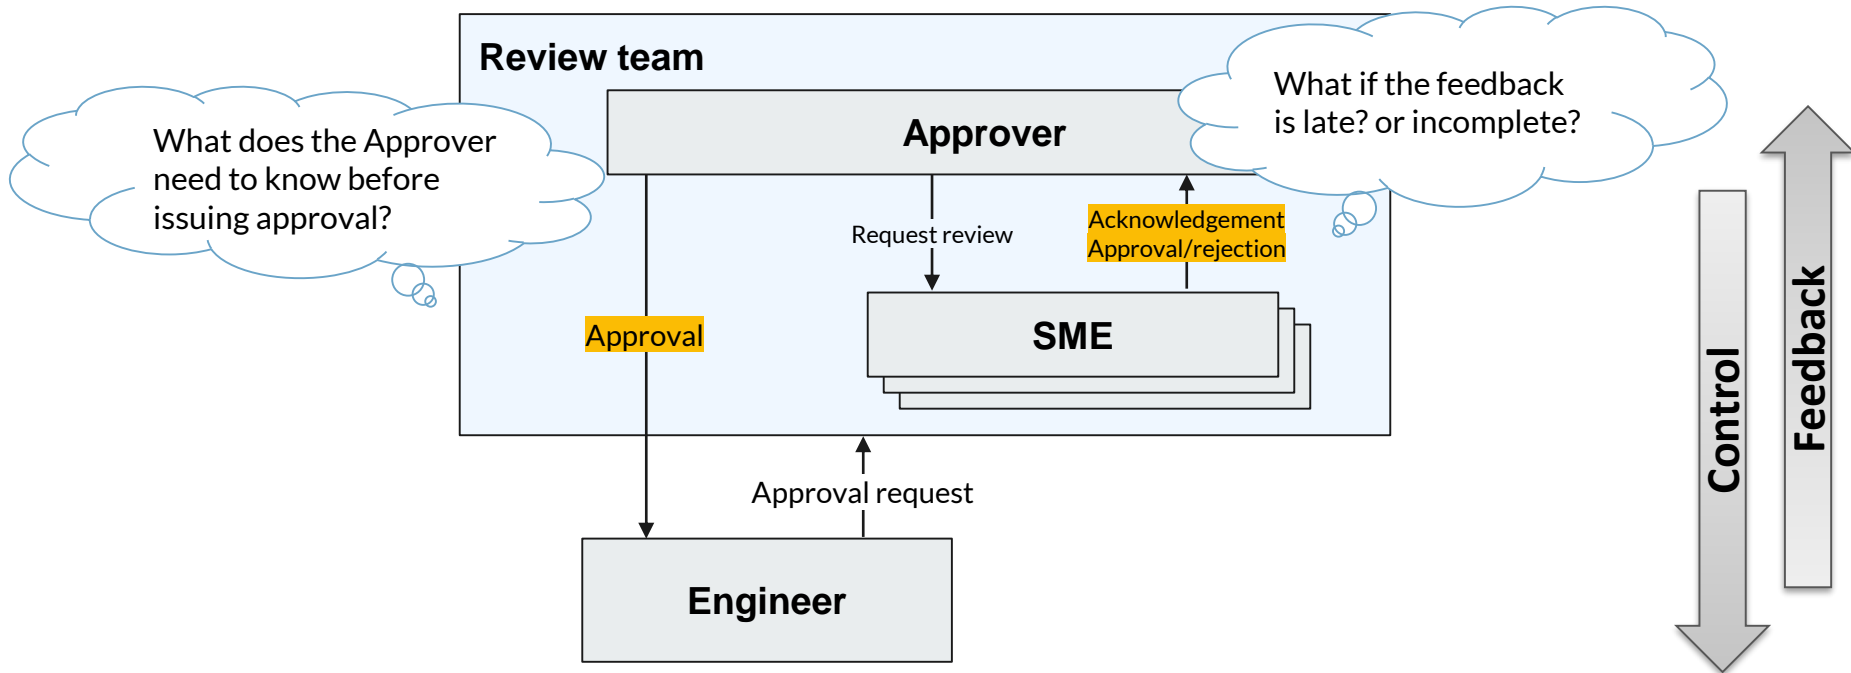 Review team
What does the Approver
need to know before
issuing approval?
Approver
What if the feedback
is late? or incomplete?
Request review
Acknowledgement
Approval/rejection
Approval
SME
Approval request
Engineer
Control
Feedback